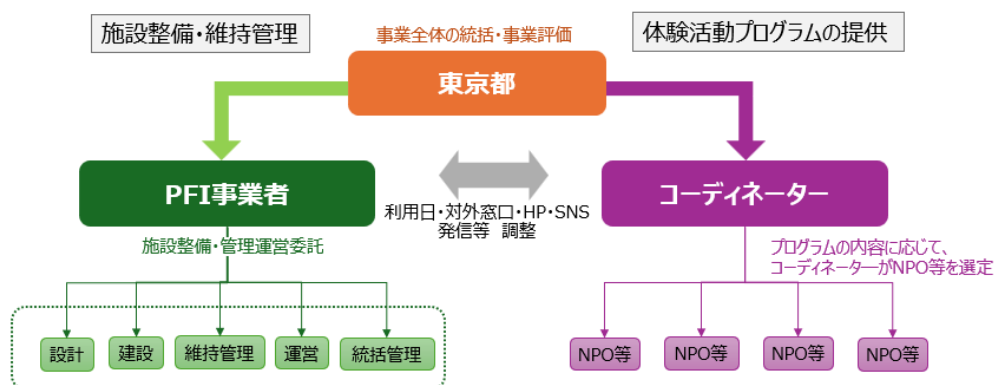 施設整備・維持管理
事業全体の統括・事業評価
体験活動プログラムの提供
東京都
PFI事業者
コーディネーター
利用日・対外窓口・HP・SNS
発信等 調整
施設整備・管理運営委託
プログラムの内容に応じて、
コーディネーターがNPO等を選定
設計
建設
維持管理
運営
統括管理
NPO等
NPO等
NPO等
NPO等